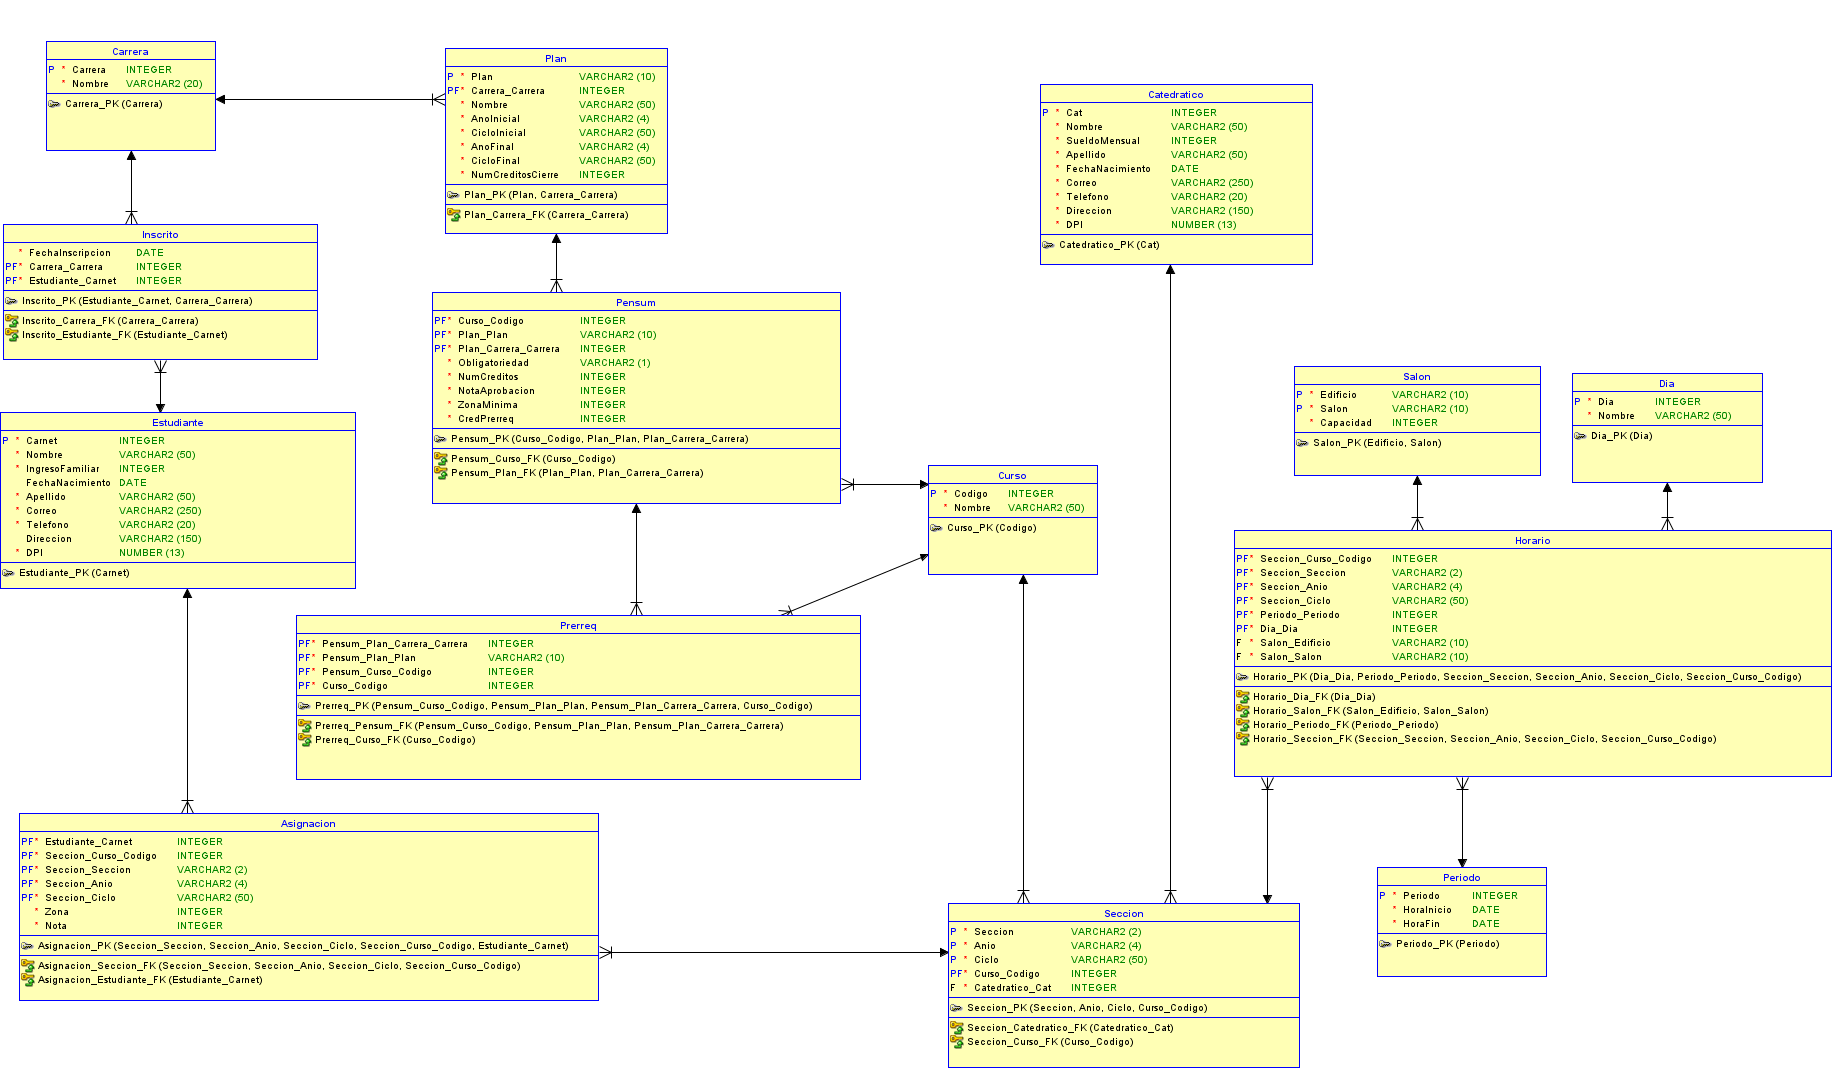 Carrera
P * Carrera INTEGER
* Nombre VARCHAR2 (20)
Carrera_PK (Carrera)
Plan
P * Plan VARCHAR2 (10)
PF* Carrera_Carrera INTEGER
* Nombre VARCHAR2 (50)
* AnoInicial VARCHAR2 (4)
* CicloInicial VARCHAR2 (50)
* AnoFinal VARCHAR2 (4)
* CicloFinal VARCHAR2 (50)
* NumCreditosCierre INTEGER
Plan_PK (Plan, Carrera_Carrera)
Plan_Carrera_FK (Carrera_Carrera)
Catedratico
P * Cat INTEGER
* Nombre VARCHAR2 (50)
* SueldoMensual INTEGER
* Apellido VARCHAR2 (50)
* FechaNacimiento DATE
* Correo VARCHAR2 (250)
* Telefono VARCHAR2 (20)
* Direccion VARCHAR2 (150)
* DPI NUMBER (13)
Catedratico_PK (Cat)
Inscrito
* FechaInscripcion DATE
PF* Carrera_Carrera INTEGER
PF* Estudiante_Carnet INTEGER
Inscrito_PK (Estudiante_Carnet, Carrera_Carrera)
Inscrito_Carrera_FK (Carrera_Carrera)
Inscrito_Estudiante_FK (Estudiante_Carnet)
Pensum
PF* Curso_Codigo INTEGER
PF* Plan_Plan VARCHAR2 (10)
PF* Plan_Carrera_Carrera INTEGER
* Obligatoriedad VARCHAR2 (1)
* NumCreditos INTEGER
* NotaAprobacion INTEGER
* ZonaMinima INTEGER
* CredPrerreq INTEGER
Pensum_PK (Curso_Codigo, Plan_Plan, Plan_Carrera_Carrera)
Pensum_Curso_FK (Curso_Codigo)
Pensum_Plan_FK (Plan_Plan, Plan_Carrera_Carrera)
Salon
P * Edificio VARCHAR2 (10)
P * Salon VARCHAR2 (10)
* Capacidad INTEGER
Salon_PK (Edificio, Salon)
Dia
P * Dia INTEGER
* Nombre VARCHAR2 (50)
Dia_PK (Dia)
Estudiante
P * Carnet INTEGER
* Nombre VARCHAR2 (50)
* IngresoFamiliar INTEGER
FechaNacimiento DATE
* Apellido VARCHAR2 (50)
* Correo VARCHAR2 (250)
* Telefono VARCHAR2 (20)
Direccion VARCHAR2 (150)
* DPI NUMBER (13)
Estudiante_PK (Carnet)
Curso
P * Codigo INTEGER
* Nombre VARCHAR2 (50)
Curso_PK (Codigo)
Horario
PF* Seccion_Curso_Codigo INTEGER
PF* Seccion_Seccion VARCHAR2 (2)
PF* Seccion_Anio VARCHAR2 (4)
PF* Seccion_Ciclo VARCHAR2 (50)
PF* Periodo_Periodo INTEGER
PF* Dia_Dia INTEGER
F * Salon_Edificio VARCHAR2 (10)
F * Salon_Salon VARCHAR2 (10)
Horario_PK (Dia_Dia, Periodo_Periodo, Seccion_Seccion, Seccion_Anio, Seccion_Ciclo, Seccion_Curso_Codigo)
Horario_Dia_FK (Dia_Dia)
Horario_Salon_FK (Salon_Edificio, Salon_Salon)
Horario_Periodo_FK (Periodo_Periodo)
Horario_Seccion_FK (Seccion_Seccion, Seccion_Anio, Seccion_Ciclo, Seccion_Curso_Codigo)
Prerreq
PF* Pensum_Plan_Carrera_Carrera INTEGER
PF* Pensum_Plan_Plan VARCHAR2 (10)
PF* Pensum_Curso_Codigo INTEGER
PF* Curso_Codigo INTEGER
Prerreq_PK (Pensum_Curso_Codigo, Pensum_Plan_Plan, Pensum_Plan_Carrera_Carrera, Curso_Codigo)
Prerreq_Pensum_FK (Pensum_Curso_Codigo, Pensum_Plan_Plan, Pensum_Plan_Carrera_Carrera)
Prerreq_Curso_FK (Curso_Codigo)
Asignacion
PF* Estudiante_Carnet INTEGER
PF* Seccion_Curso_Codigo INTEGER
PF* Seccion_Seccion VARCHAR2 (2)
PF* Seccion_Anio VARCHAR2 (4)
PF* Seccion_Ciclo VARCHAR2 (50)
* Zona INTEGER
* Nota INTEGER
Asignacion_PK (Seccion_Seccion, Seccion_Anio, Seccion_Ciclo, Seccion_Curso_Codigo, Estudiante_Carnet)
Asignacion_Seccion_FK (Seccion_Seccion, Seccion_Anio, Seccion_Ciclo, Seccion_Curso_Codigo)
Asignacion_Estudiante_FK (Estudiante_Carnet)
Periodo
P * Periodo INTEGER
* HoraInicio DATE
* HoraFin DATE
Periodo_PK (Periodo)
Seccion
P * Seccion VARCHAR2 (2)
P * Anio VARCHAR2 (4)
P * Ciclo VARCHAR2 (50)
PF* Curso_Codigo INTEGER
F * Catedratico_Cat INTEGER
Seccion_PK (Seccion, Anio, Ciclo, Curso_Codigo)
Seccion_Catedratico_FK (Catedratico_Cat)
Seccion_Curso_FK (Curso_Codigo)